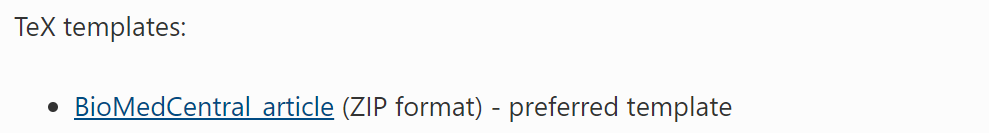 TeX templates:
• BioMedCentral_article (ZIP format) - preferred template